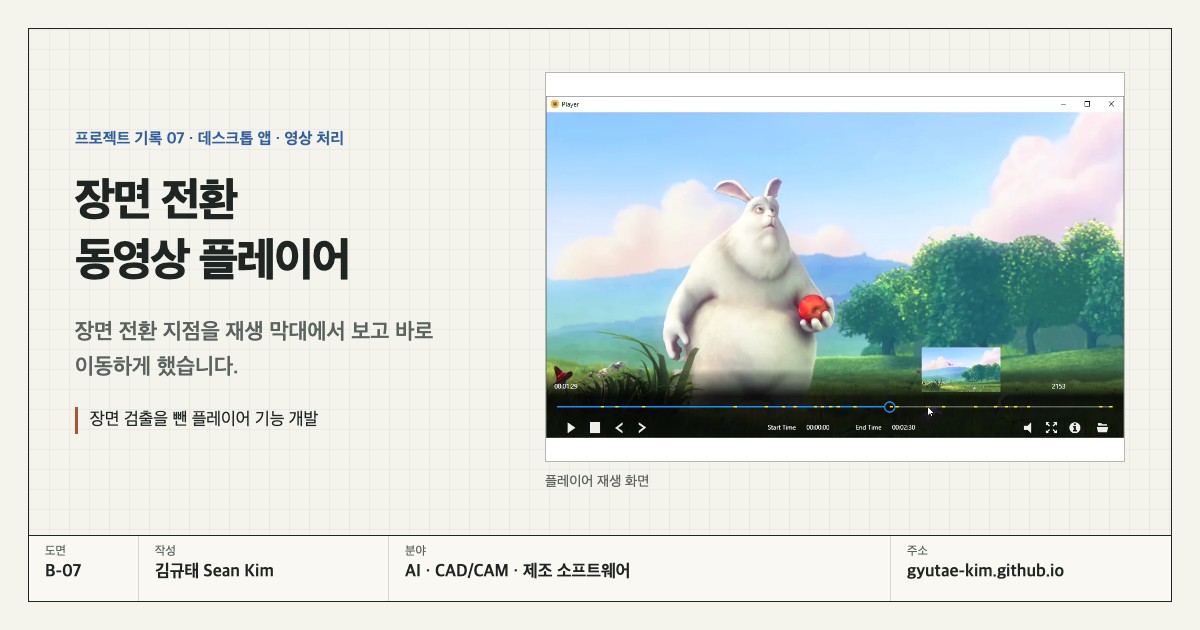 프로젝트 기록 07 · 데스크톱 앱 · 영상 처리
장면 전환
동영상 플레이어
장면 전환 지점을 재생 막대에서 보고 바로
이동하게 했습니다.
장면 검출을 뺀 플레이어 기능 개발
Player
00:01:29
2153
Start Time 00:00:00 End Time 00:02:30
플레이어 재생 화면
도면
B-07
작성
김규태 Sean Kim
분야
AI · CAD/CAM · 제조 소프트웨어
주소
gyutae-kim.github.io